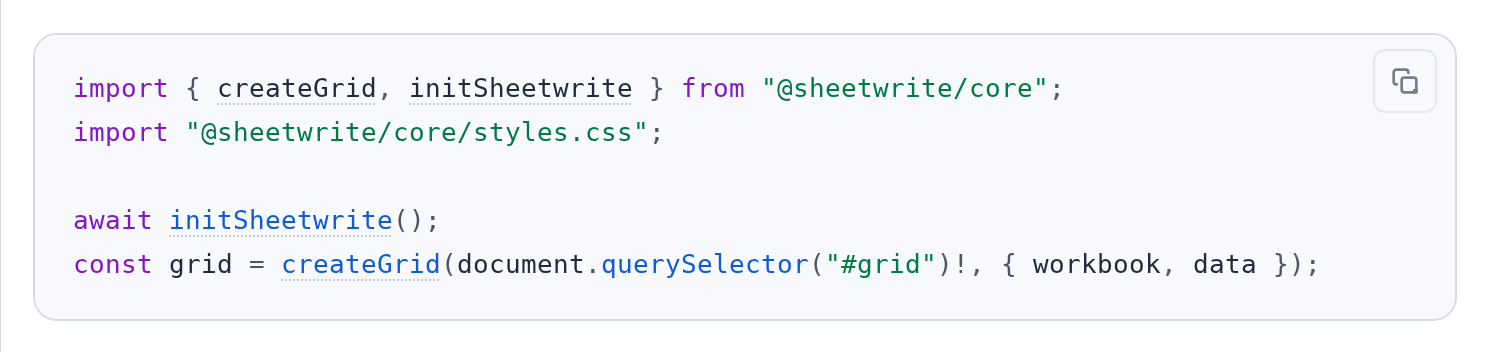 import { createGrid, initSheetwrite } from "@sheetwrite/core";
import "@sheetwrite/core/styles.css";
await initSheetwrite();
const grid = createGrid(document.querySelector("#grid")!, { workbook, data });